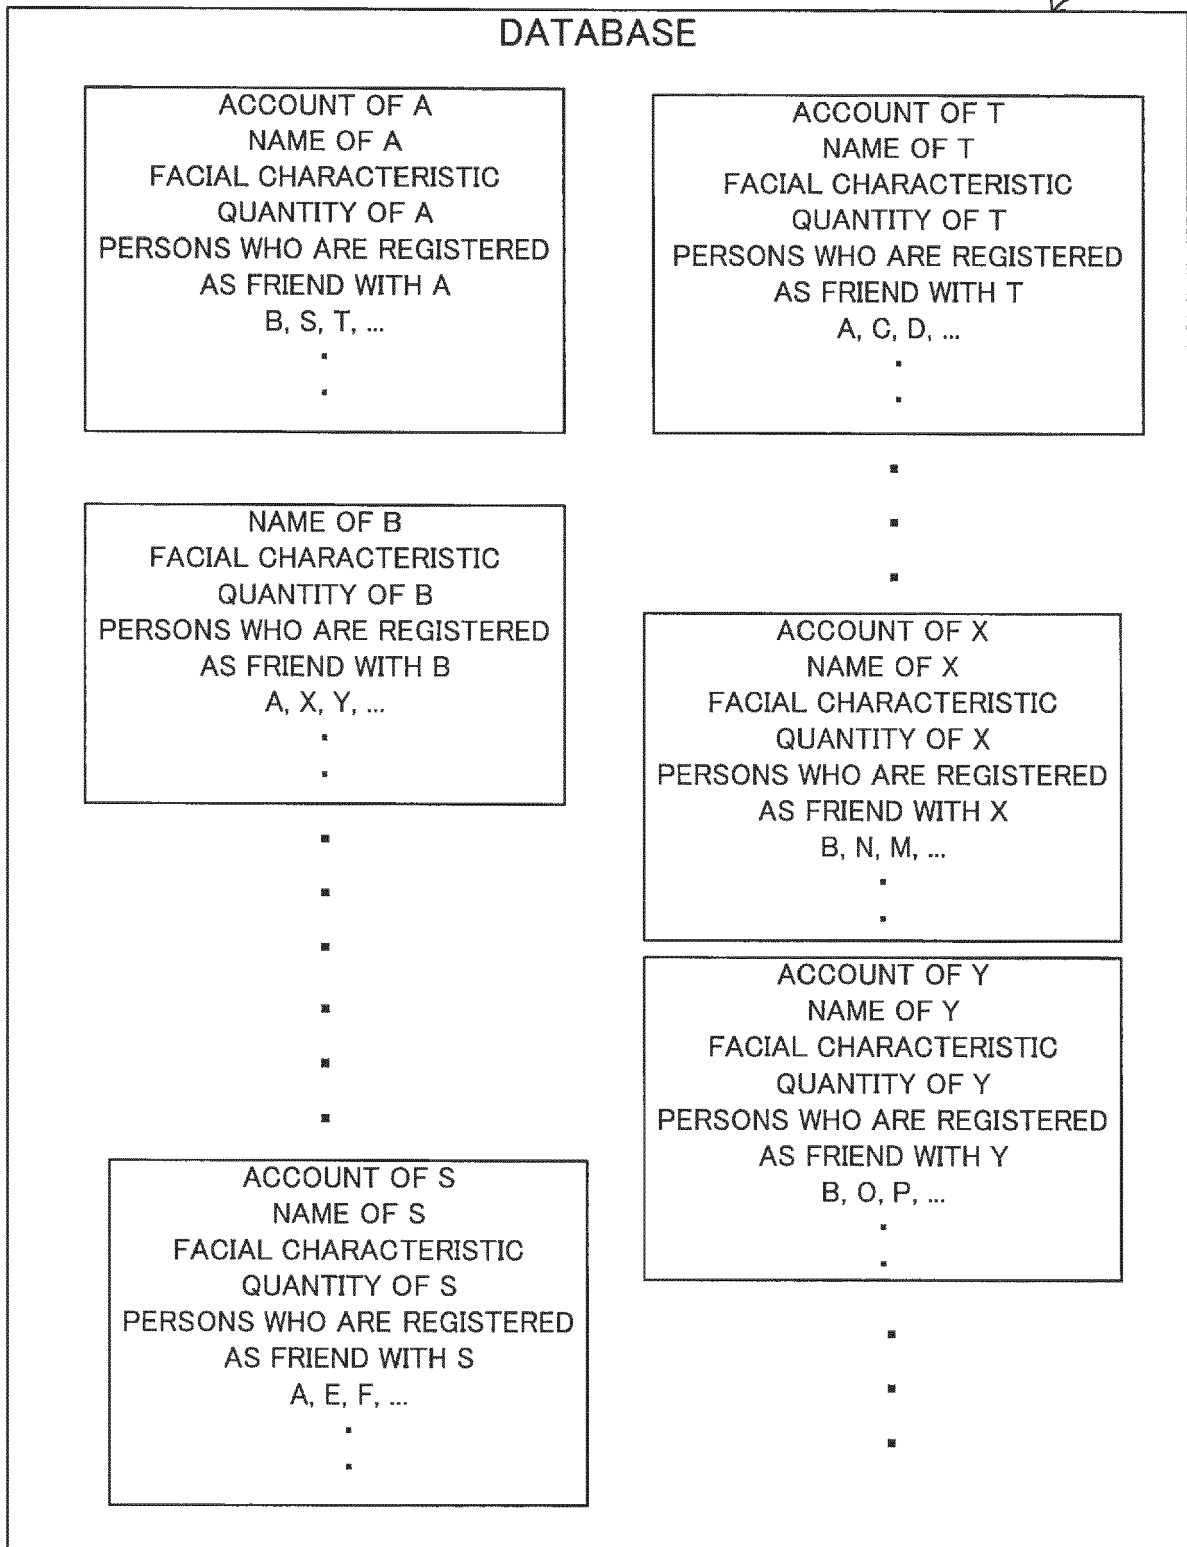 DATABASE
ACCOUNT OF A
NAME OF A
FACIAL CHARACTERISTIC
QUANTITY OF A
PERSONS WHO ARE REGISTERED
AS FRIEND WITH A
B, S, T, ...
NAME OF B
FACIAL CHARACTERISTIC
QUANTITY OF B
PERSONS WHO ARE REGISTERED
AS FRIEND WITH B
A, X, Y, ...
ACCOUNT OF S
NAME OF S
FACIAL CHARACTERISTIC
QUANTITY OF S
PERSONS WHO ARE REGISTERED
AS FRIEND WITH S
A, E, F, ...
ACCOUNT OF T
NAME OF T
FACIAL CHARACTERISTIC
QUANTITY OF T
PERSONS WHO ARE REGISTERED
AS FRIEND WITH T
A, C, D, ...
ACCOUNT OF X
NAME OF X
FACIAL CHARACTERISTIC
QUANTITY OF X
PERSONS WHO ARE REGISTERED
AS FRIEND WITH X
B, N, M, ...
ACCOUNT OF Y
NAME OF Y
FACIAL CHARACTERISTIC
QUANTITY OF Y
PERSONS WHO ARE REGISTERED
AS FRIEND WITH Y
B, O, P, ...